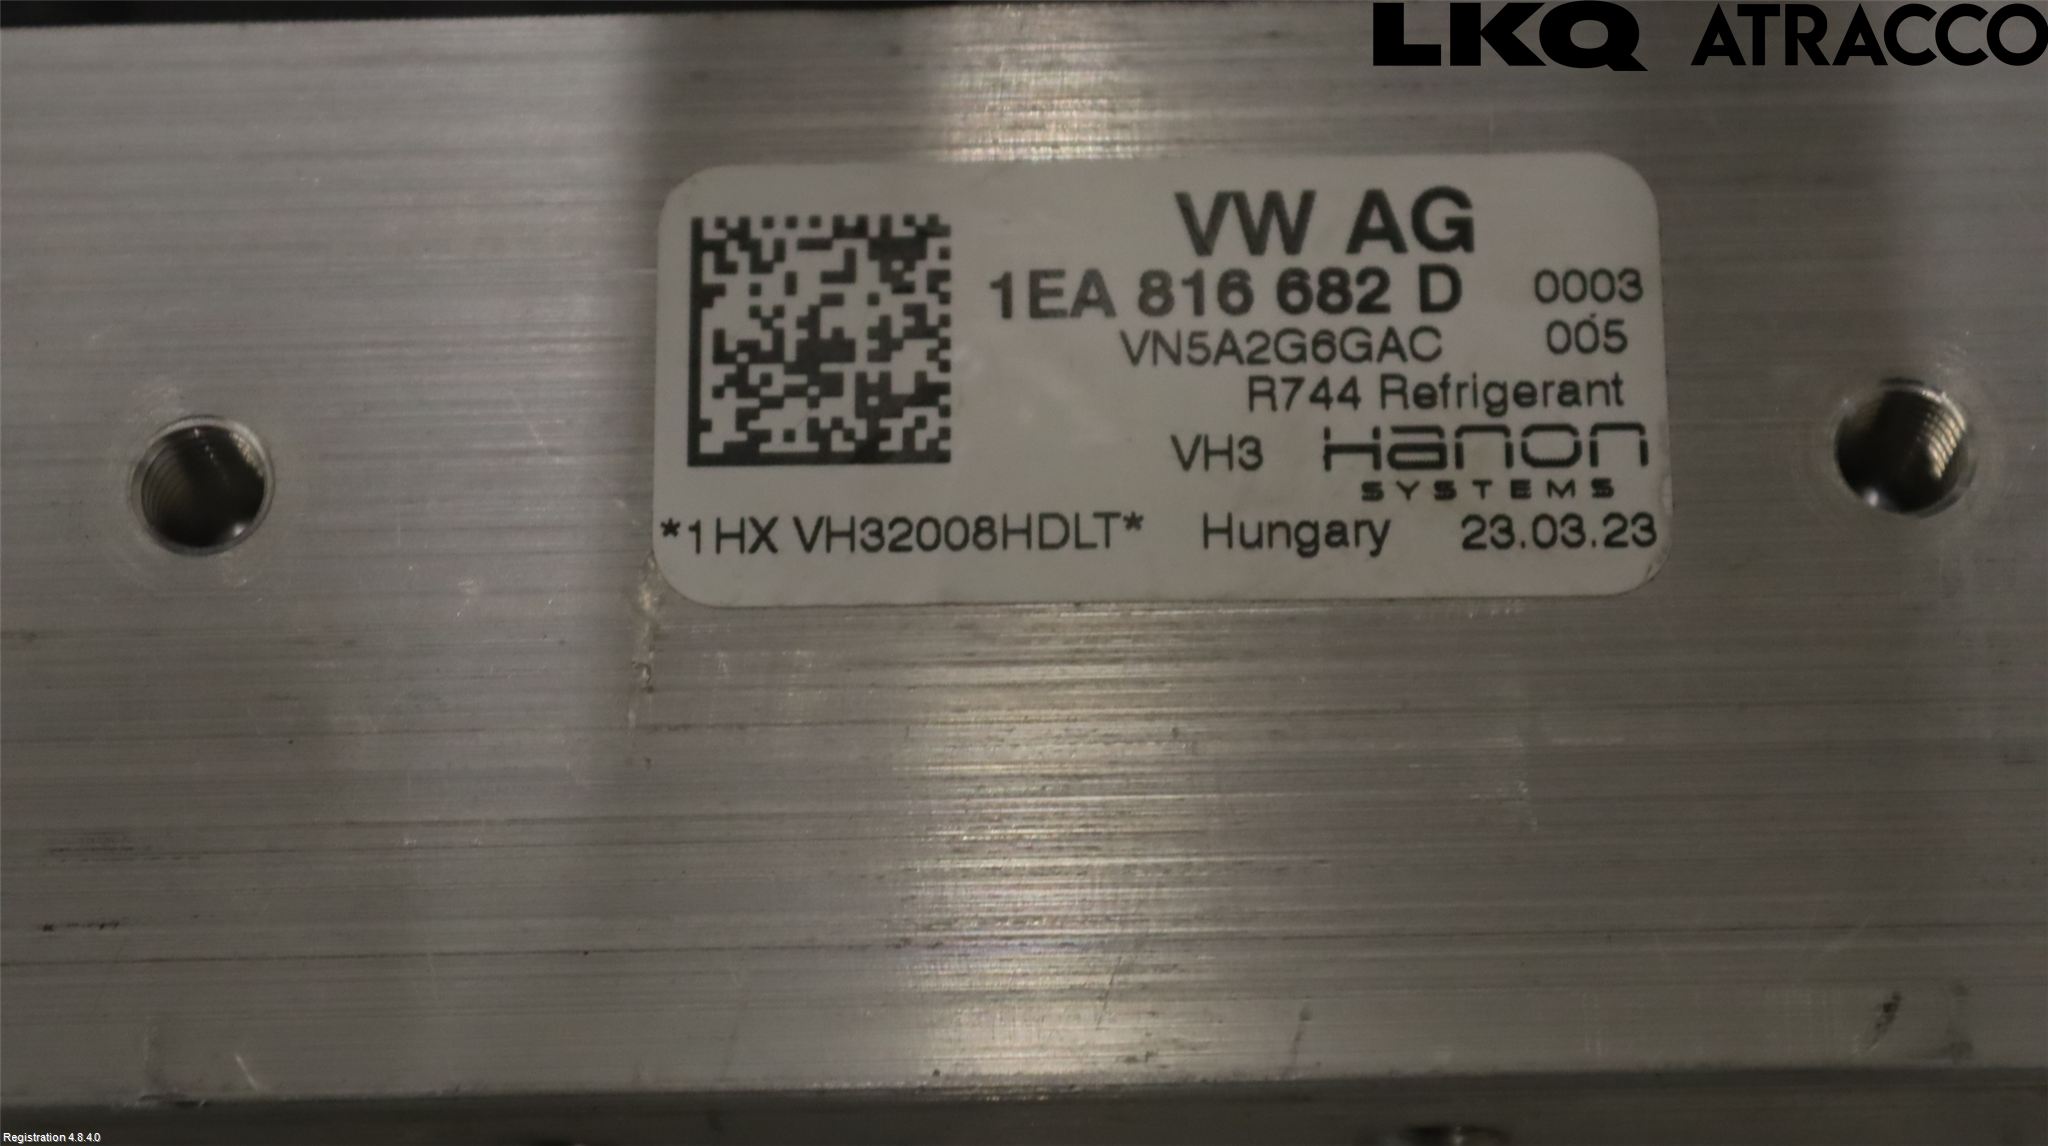 LKQ ATRACCO
VW AG
1EA 816 682 D 0003
VN5A2G6GAC 005
R744 Refrigerant
VH3 Hanon
SYSTEMS
*1HX VH32008HDLT* Hungary 23.03.23
Registration 4.8.4.0